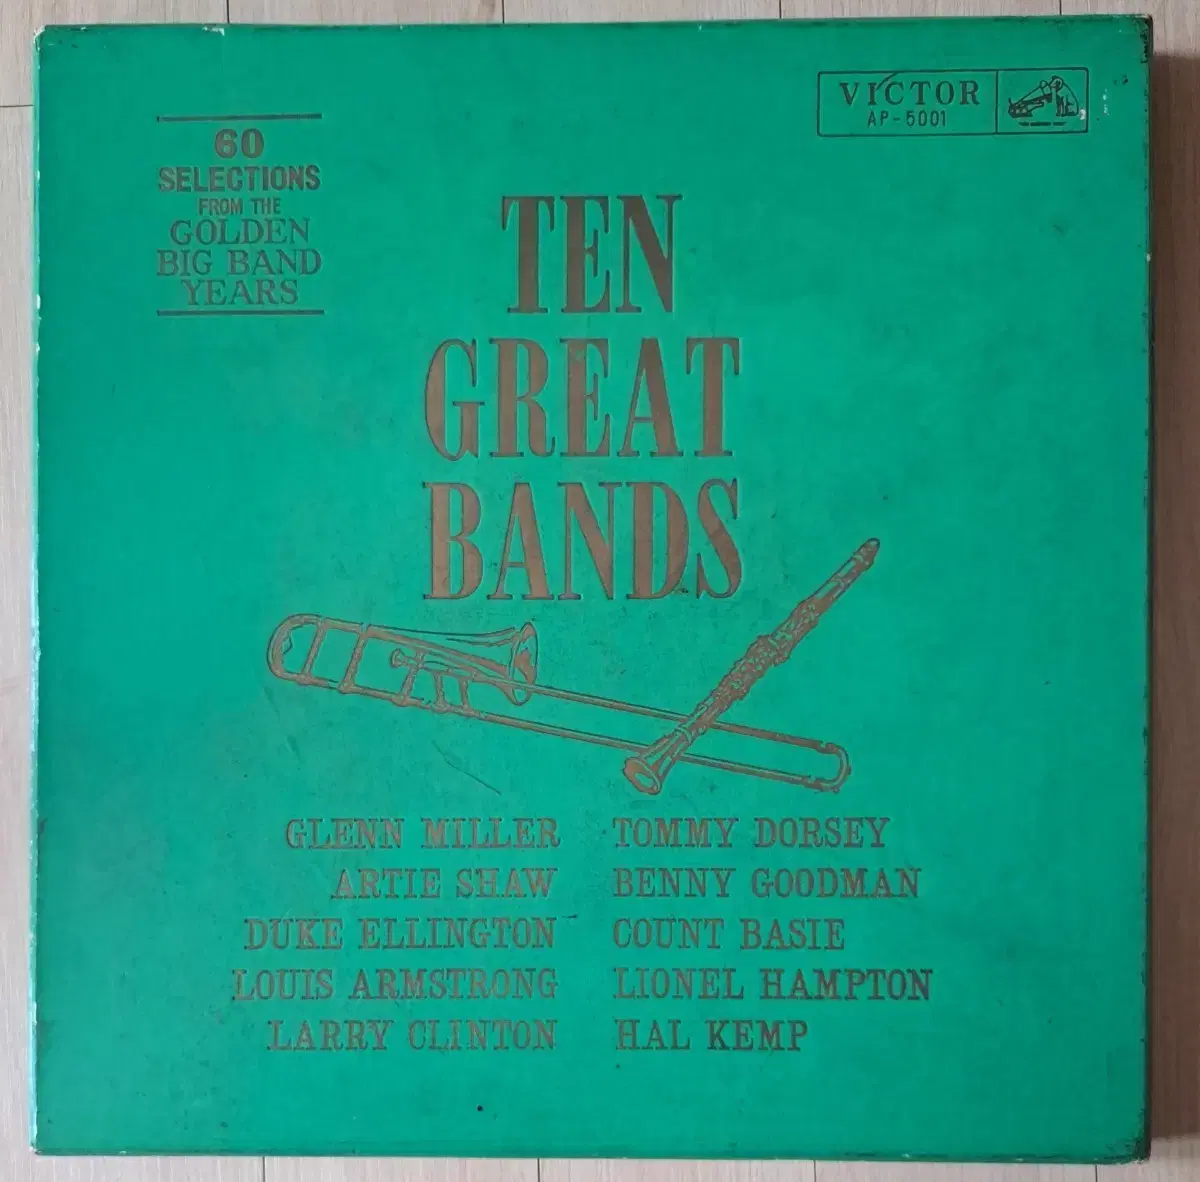 VICTOR
AP-5001
60
SELECTIONS
FROM THE
GOLDEN
BIG BAND
YEARS
TEN
GREAT
BANDS
GLENN MILLER TOMMY DORSEY
ARTIE SHAW BENNY GOODMAN
DUKE ELLINGTON COUNT BASIE
LOUIS ARMSTRONG LIONEL HAMPTON
LARRY CLINTON HAL KEMP